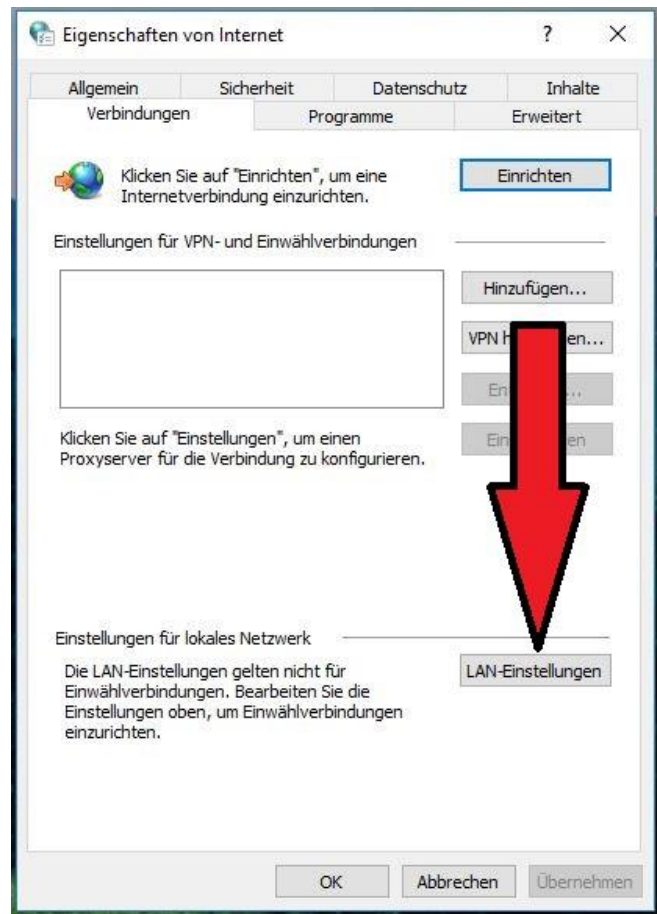 Eigenschaften von Internet
Allgemein Sicherheit Datenschutz Inhalte
Verbindungen Programme Erweitert
Klicken Sie auf "Einrichten", um eine
Internetverbindung einzurichten.
Einrichten
Einstellungen für VPN- und Einwählverbindungen
Hinzufügen...
VPN
Klicken Sie auf "Einstellungen", um einen
Proxyserver für die Verbindung zu konfigurieren.
Einstellungen für lokales Netzwerk
Die LAN-Einstellungen gelten nicht für
Einwählverbindungen. Bearbeiten Sie die
Einstellungen oben, um Einwählverbindungen
einzurichten.
LAN-Einstellungen
OK Abbrechen Übernehmen